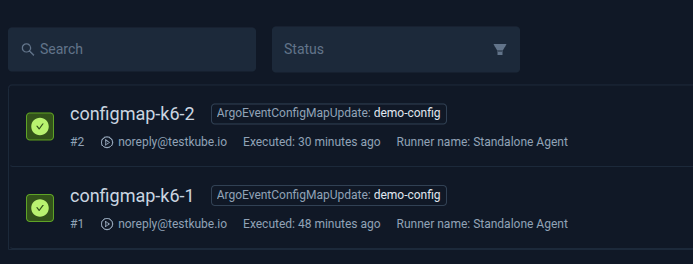 Search
Status
configmap-k6-2 ArgoEventConfigMapUpdate: demo-config
#2 noreply@testkube.io Executed: 30 minutes ago Runner name: Standalone Agent
configmap-k6-1 ArgoEventConfigMapUpdate: demo-config
#1 noreply@testkube.io Executed: 48 minutes ago Runner name: Standalone Agent